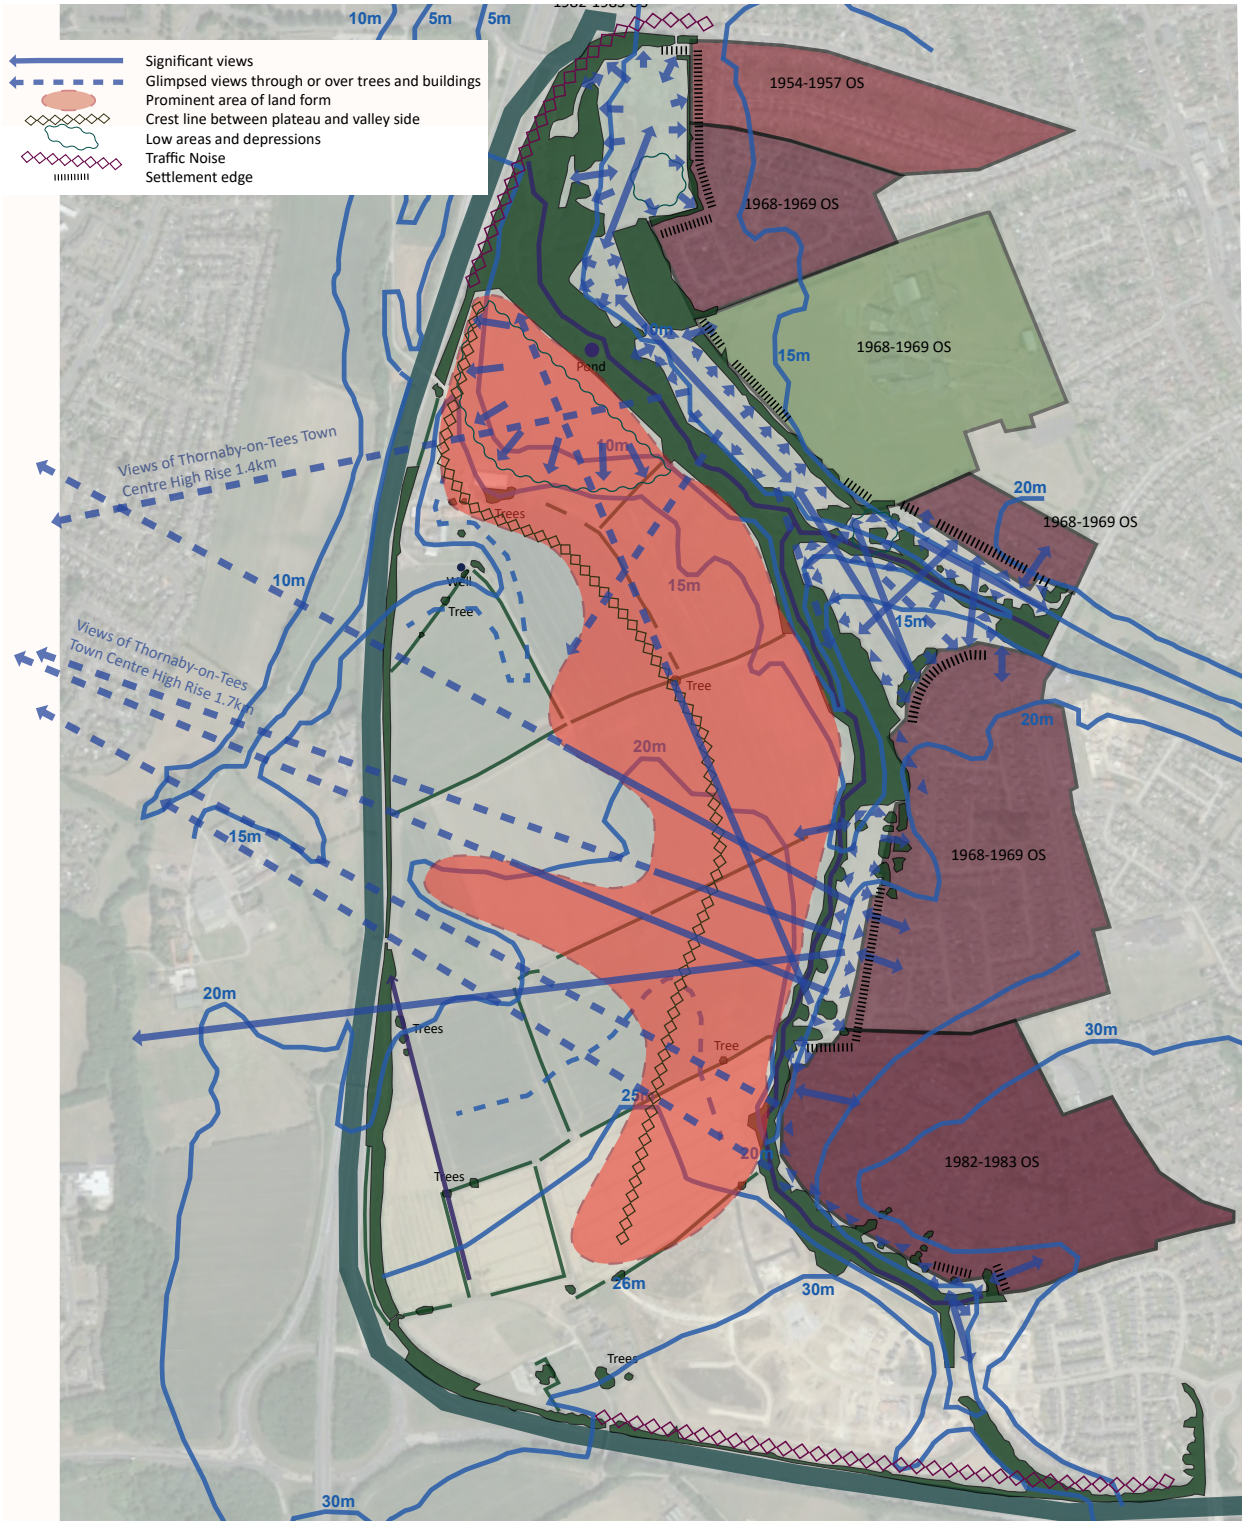 1982-1983 OS
10m
5m
5m
Significant views
Glimpsed views through or over trees and buildings
Prominent area of land form
Crest line between plateau and valley side
Low areas and depressions
Traffic Noise
Settlement edge
1954-1957 OS
1968-1969 OS
10m
1968-1969 OS
15m
Pond
Views of Thornaby-on-Tees Town
Centre High Rise 1.4km
10m
20m
Trees
1968-1969 OS
10m
Well
15m
Tree
15m
Views of Thornaby-on-Tees
Town Centre High Rise 1.7km
Tree
20m
20m
15m
1968-1969 OS
20m
Trees
30m
Tree
25m
20m
1982-1983 OS
Trees
26m
30m
Trees
30m